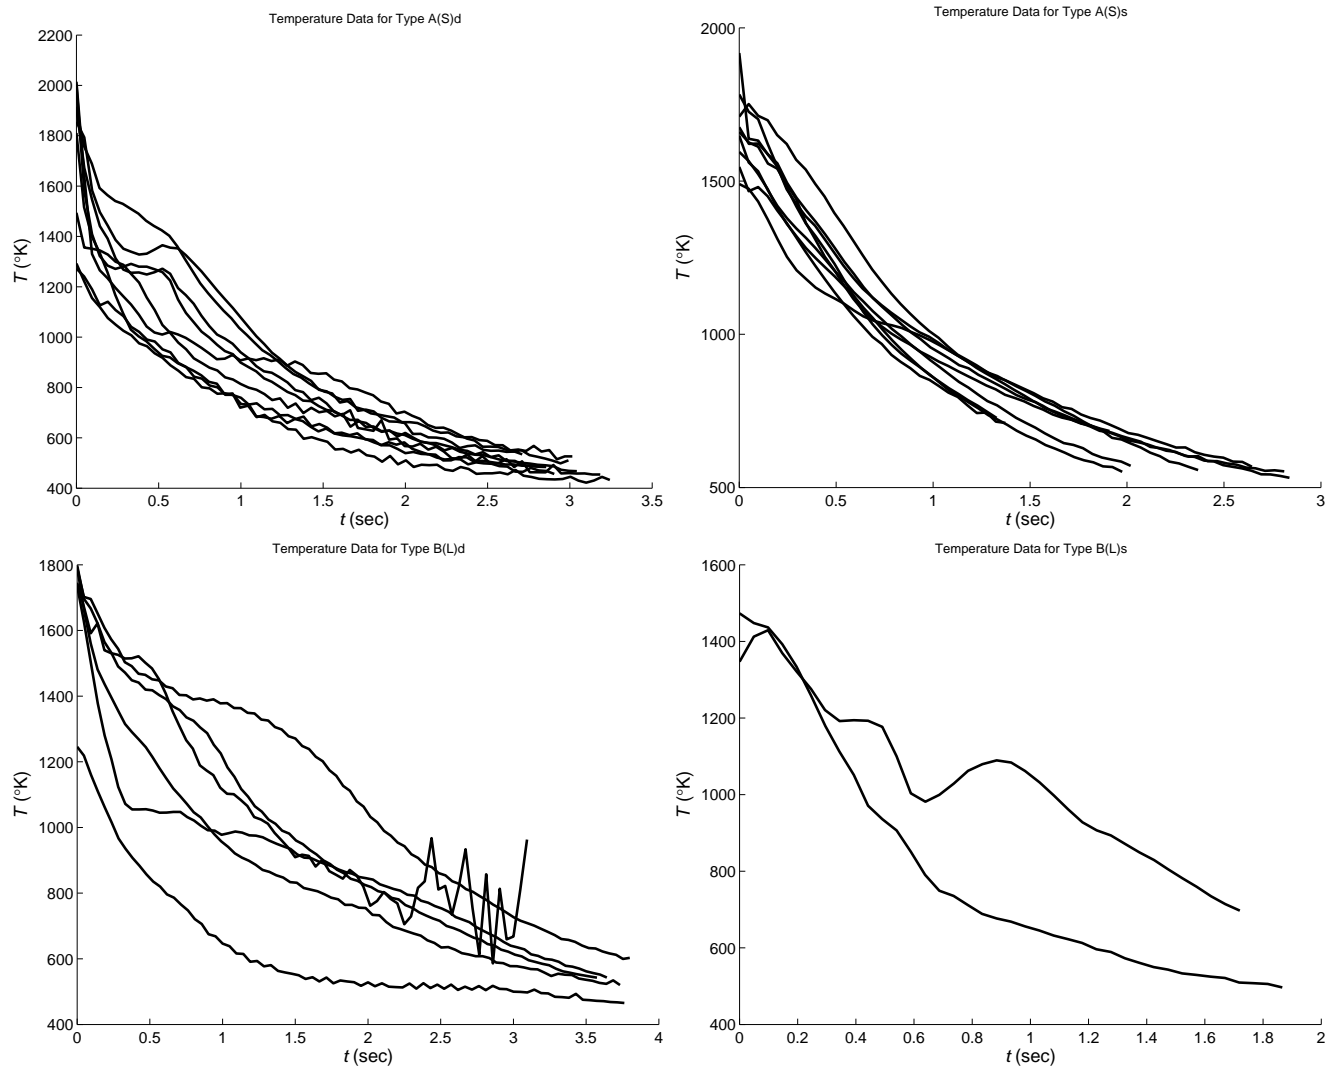 Temperature Data for Type A(S)d
2200
2000
1800
1600
1400
1200
1000
800
600
400
T (°K)
0 0.5 1 1.5 2 2.5 3 3.5
t (sec)
Temperature Data for Type A(S)s
2000
1500
1000
500
T (°K)
0 0.5 1 1.5 2 2.5 3
t (sec)
Temperature Data for Type B(L)d
1800
1600
1400
1200
1000
800
600
400
T (°K)
0 0.5 1 1.5 2 2.5 3 3.5 4
t (sec)
Temperature Data for Type B(L)s
1600
1400
1200
1000
800
600
400
T (°K)
0 0.2 0.4 0.6 0.8 1 1.2 1.4 1.6 1.8 2
t (sec)